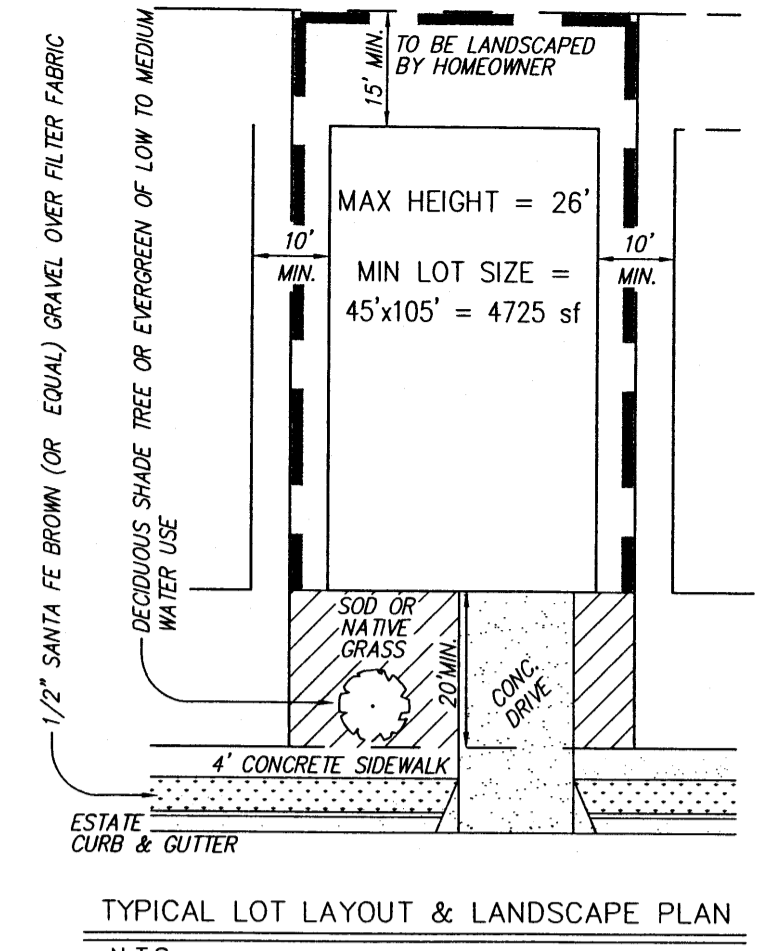 1/2" SANTA FE BROWN (OR EQUAL) GRAVEL OVER FILTER FABRIC
DECIDUOUS SHADE TREE OR EVERGREEN OF LOW TO MEDIUM
WATER USE
15' MIN.
TO BE LANDSCAPED
BY HOMEOWNER
MAX HEIGHT = 26'
10'
MIN.
10'
MIN.
MIN LOT SIZE =
45'x105' = 4725 sf
SOD OR
NATIVE
GRASS
20'MIN.
CONC.
DRIVE
4' CONCRETE SIDEWALK
ESTATE
CURB & GUTTER
TYPICAL LOT LAYOUT & LANDSCAPE PLAN
N.T.S.